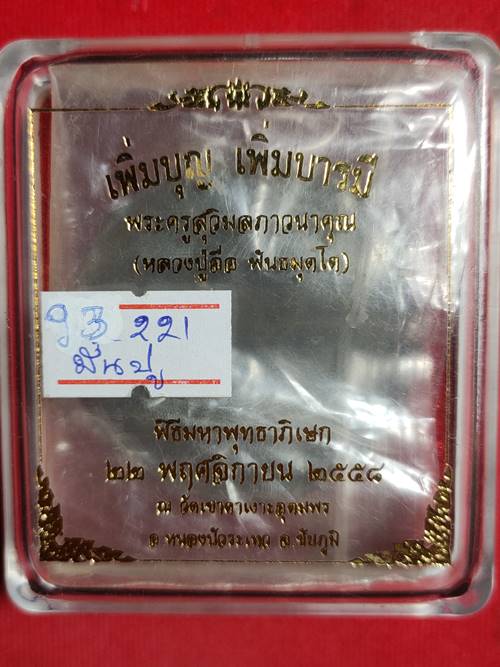 เพิ่มบุญ เพิ่มบารมี
พระครูสุวิมลภาวนาคุณ
(หลวงปู่ลือ พันธมุตโต)
93-221
พิธีมหาพุทธาภิเษก
๒๒ พฤศจิกายน ๒๕๕๘
ณ วัดเขาตาเงาะอุดมพร
อ หนองบัวระเหว จ ชัยภูมิ